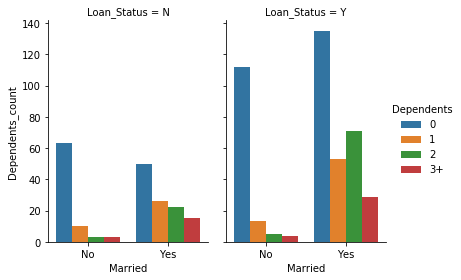 Loan_Status = N
Loan_Status = Y
140
120
100
80
60
40
20
0
Dependents_count
No
Yes
No
Yes
Married
Married
Dependents
0
1
2
3+